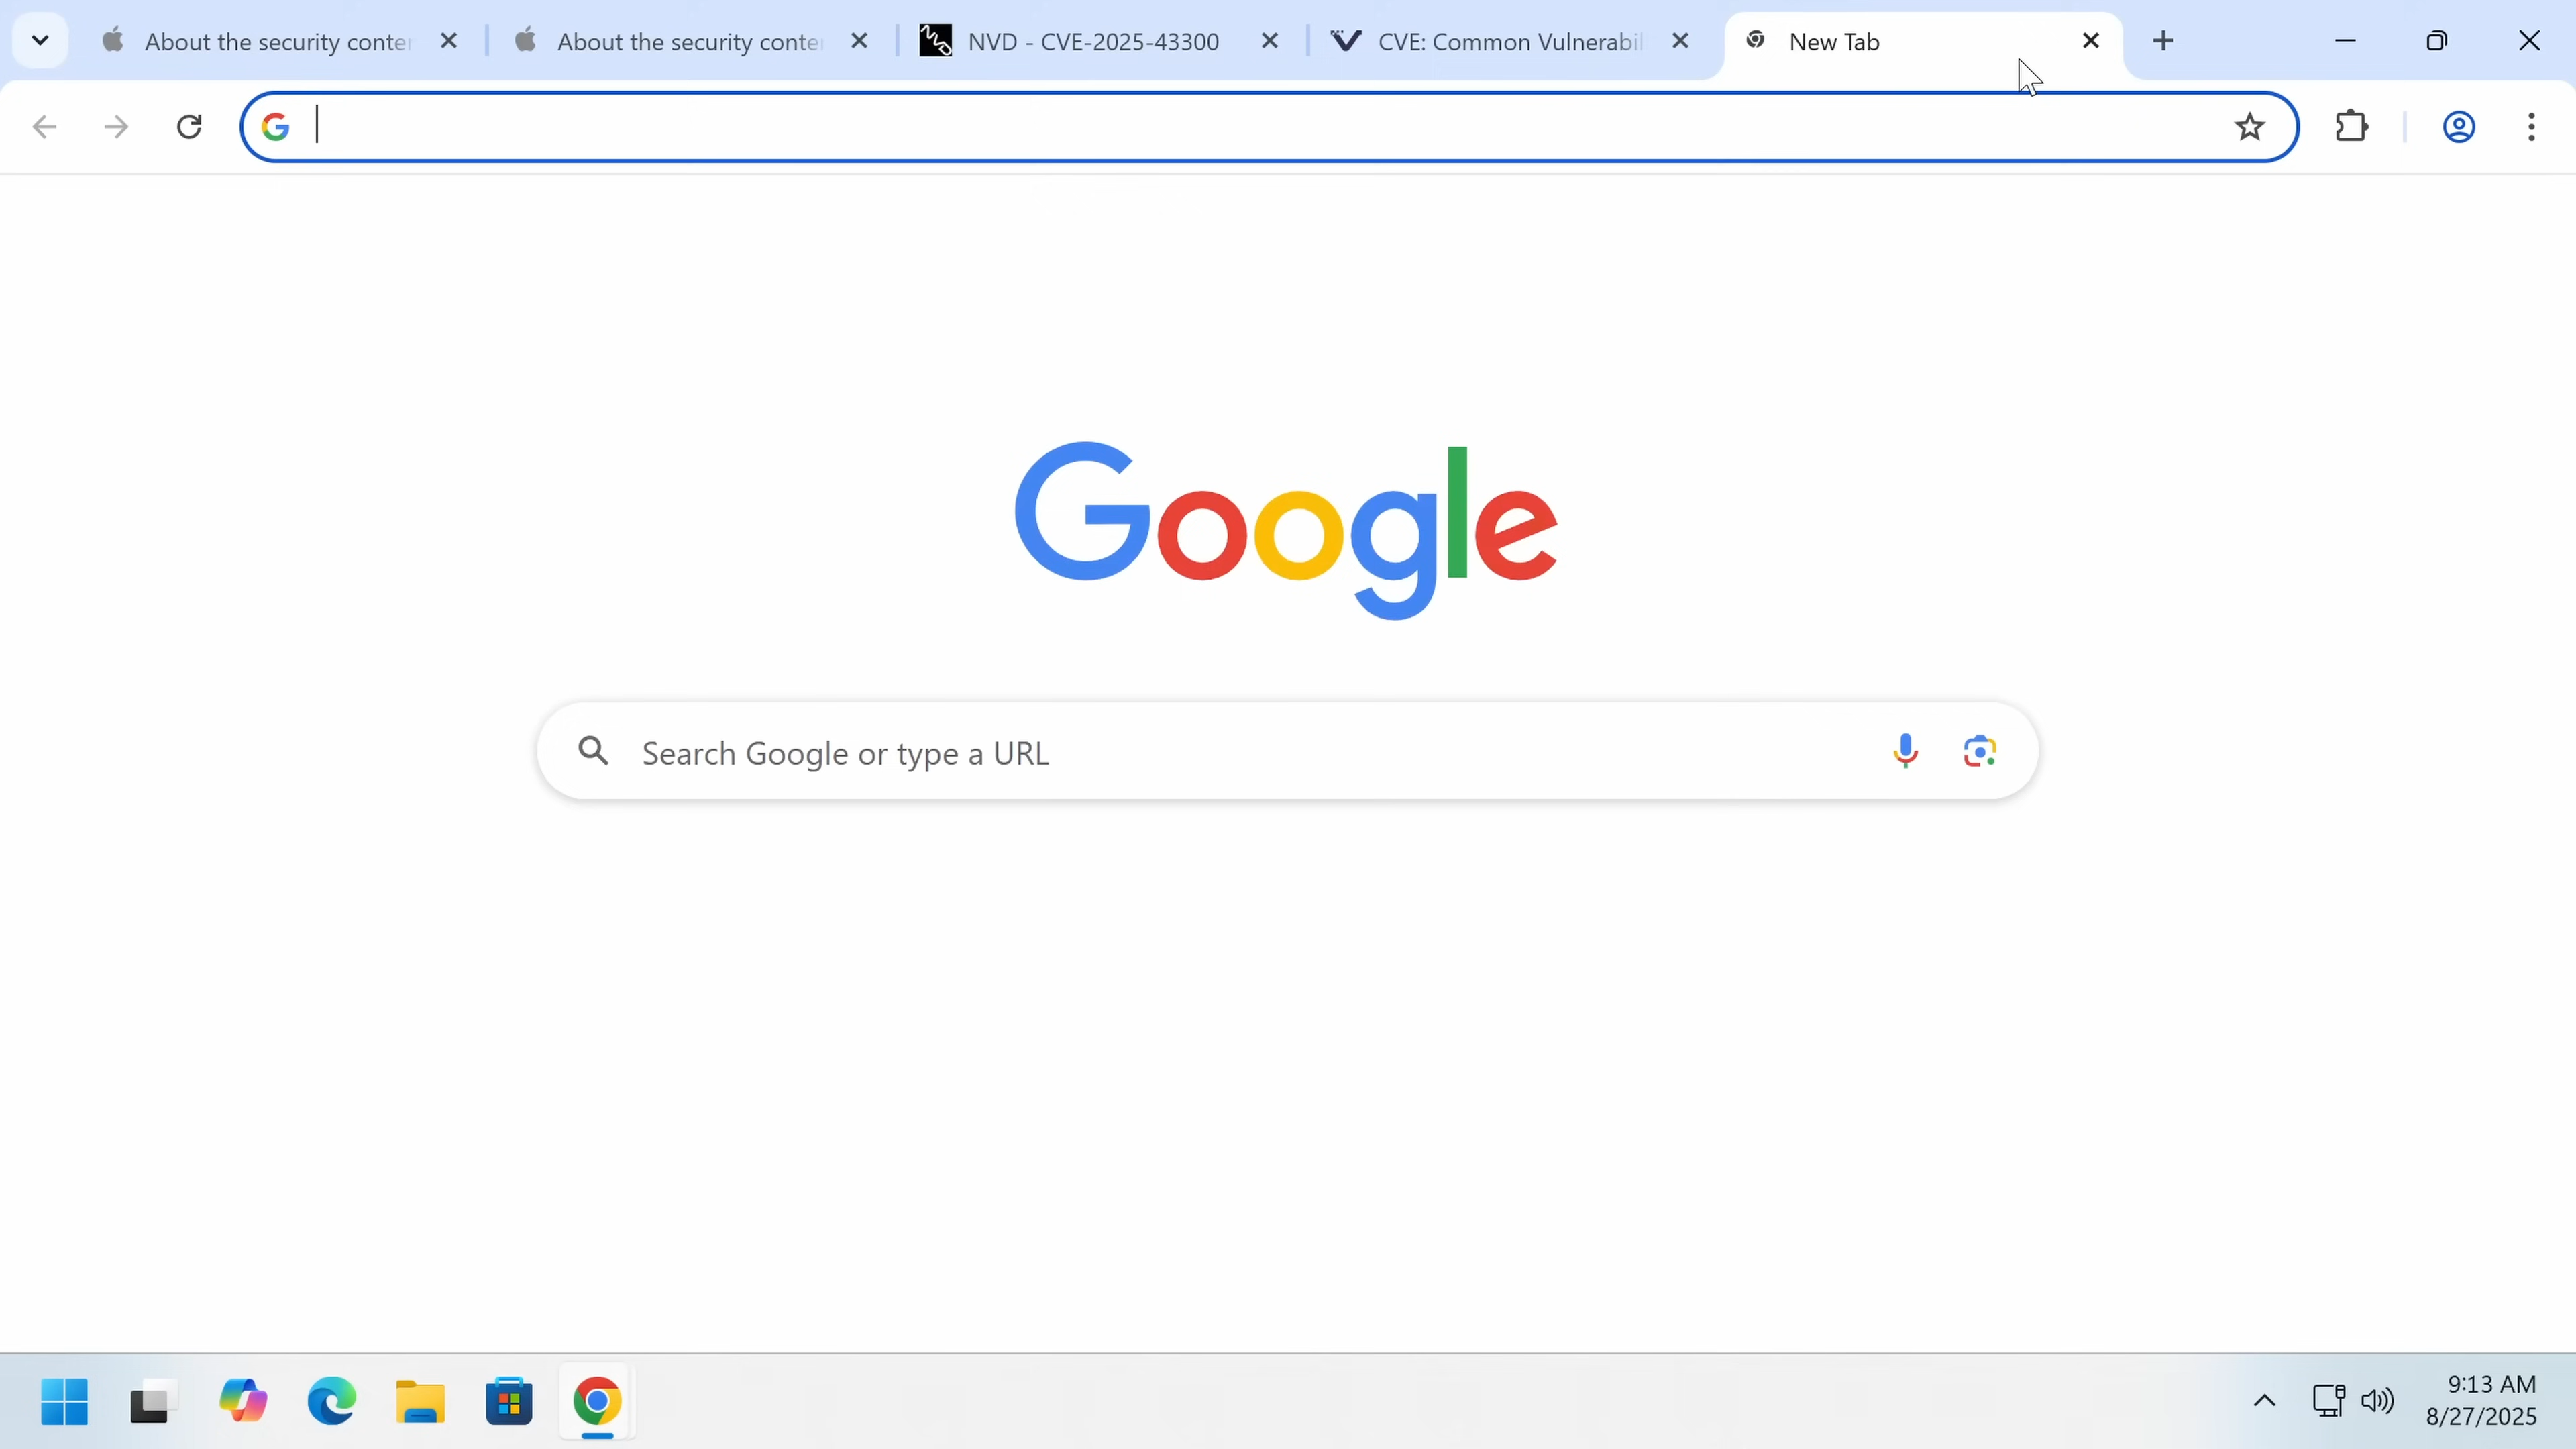 About the security conte
About the security conte
NVD - CVE-2025-43300
CVE: Common Vulnerabil
New Tab
Google
Search Google or type a URL
9:13 AM
8/27/2025